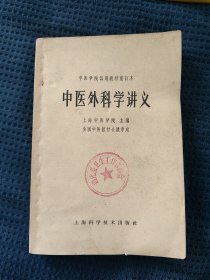 中医学院试用教材重订本
中医外科学讲义
上海中医学院 主编
全国中医教材会议审定
上海科学技术出版社